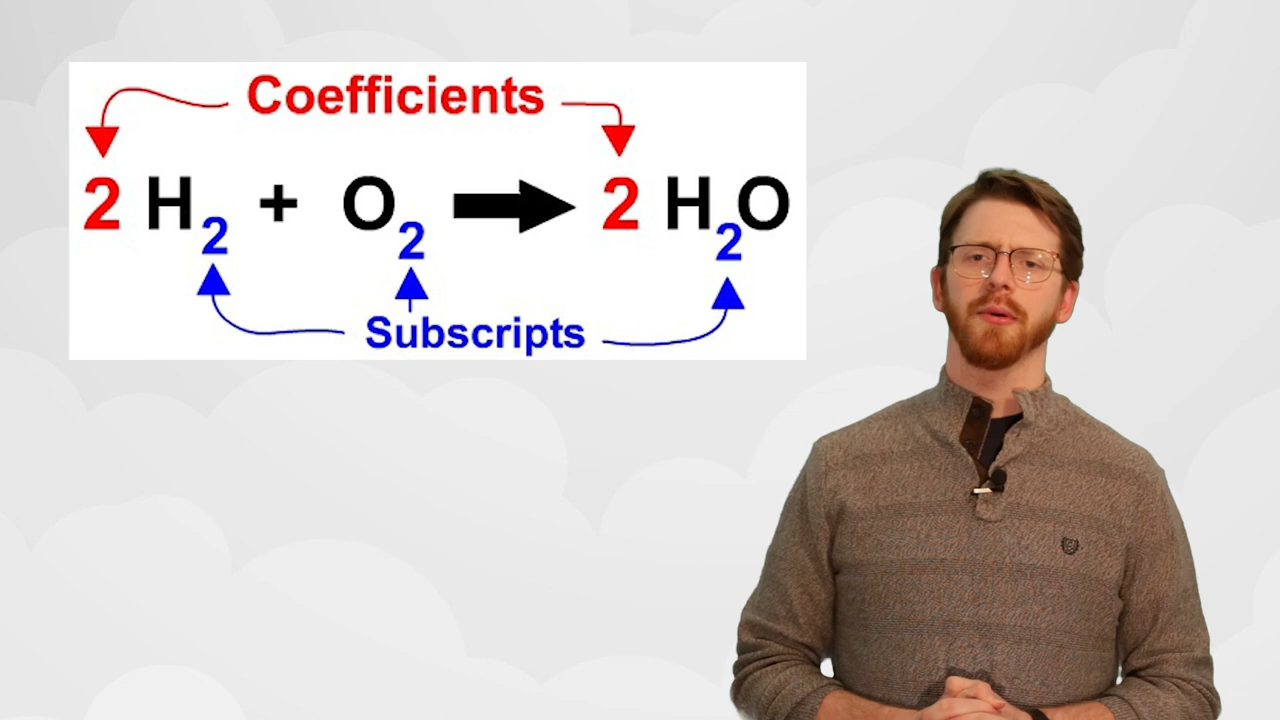 Coefficients
2 H2 + O2 → 2 H2O
Subscripts